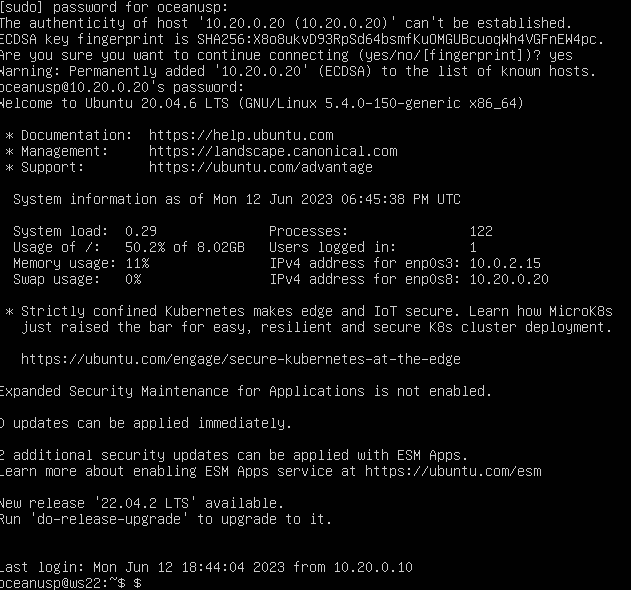 [sudo] password for oceanusp:
The authenticity of host '10.20.0.20 (10.20.0.20)' can't be established.
ECDSA key fingerprint is SHA256:X8o8ukvD93RpSd64bsmfKuOMGUBcuoqWh4VGFnEW4pc.
Are you sure you want to continue connecting (yes/no/[fingerprint])? yes
Warning: Permanently added '10.20.0.20' (ECDSA) to the list of known hosts.
oceanusp@10.20.0.20's password:
Welcome to Ubuntu 20.04.6 LTS (GNU/Linux 5.4.0-150-generic x86_64)
* Documentation:  https://help.ubuntu.com
* Management:     https://landscape.canonical.com
* Support:        https://ubuntu.com/advantage
System information as of Mon 12 Jun 2023 06:45:38 PM UTC
System load:  0.29              Processes:               122
Usage of /:   50.2% of 8.02GB   Users logged in:         1
Memory usage: 11%               IPv4 address for enp0s3: 10.0.2.15
Swap usage:   0%                IPv4 address for enp0s8: 10.20.0.20
* Strictly confined Kubernetes makes edge and IoT secure. Learn how MicroK8s
just raised the bar for easy, resilient and secure K8s cluster deployment.
https://ubuntu.com/engage/secure-kubernetes-at-the-edge
Expanded Security Maintenance for Applications is not enabled.
0 updates can be applied immediately.
2 additional security updates can be applied with ESM Apps.
Learn more about enabling ESM Apps service at https://ubuntu.com/esm
New release '22.04.2 LTS' available.
Run 'do-release-upgrade' to upgrade to it.
Last login: Mon Jun 12 18:44:04 2023 from 10.20.0.10
oceanusp@ws22:~$ $